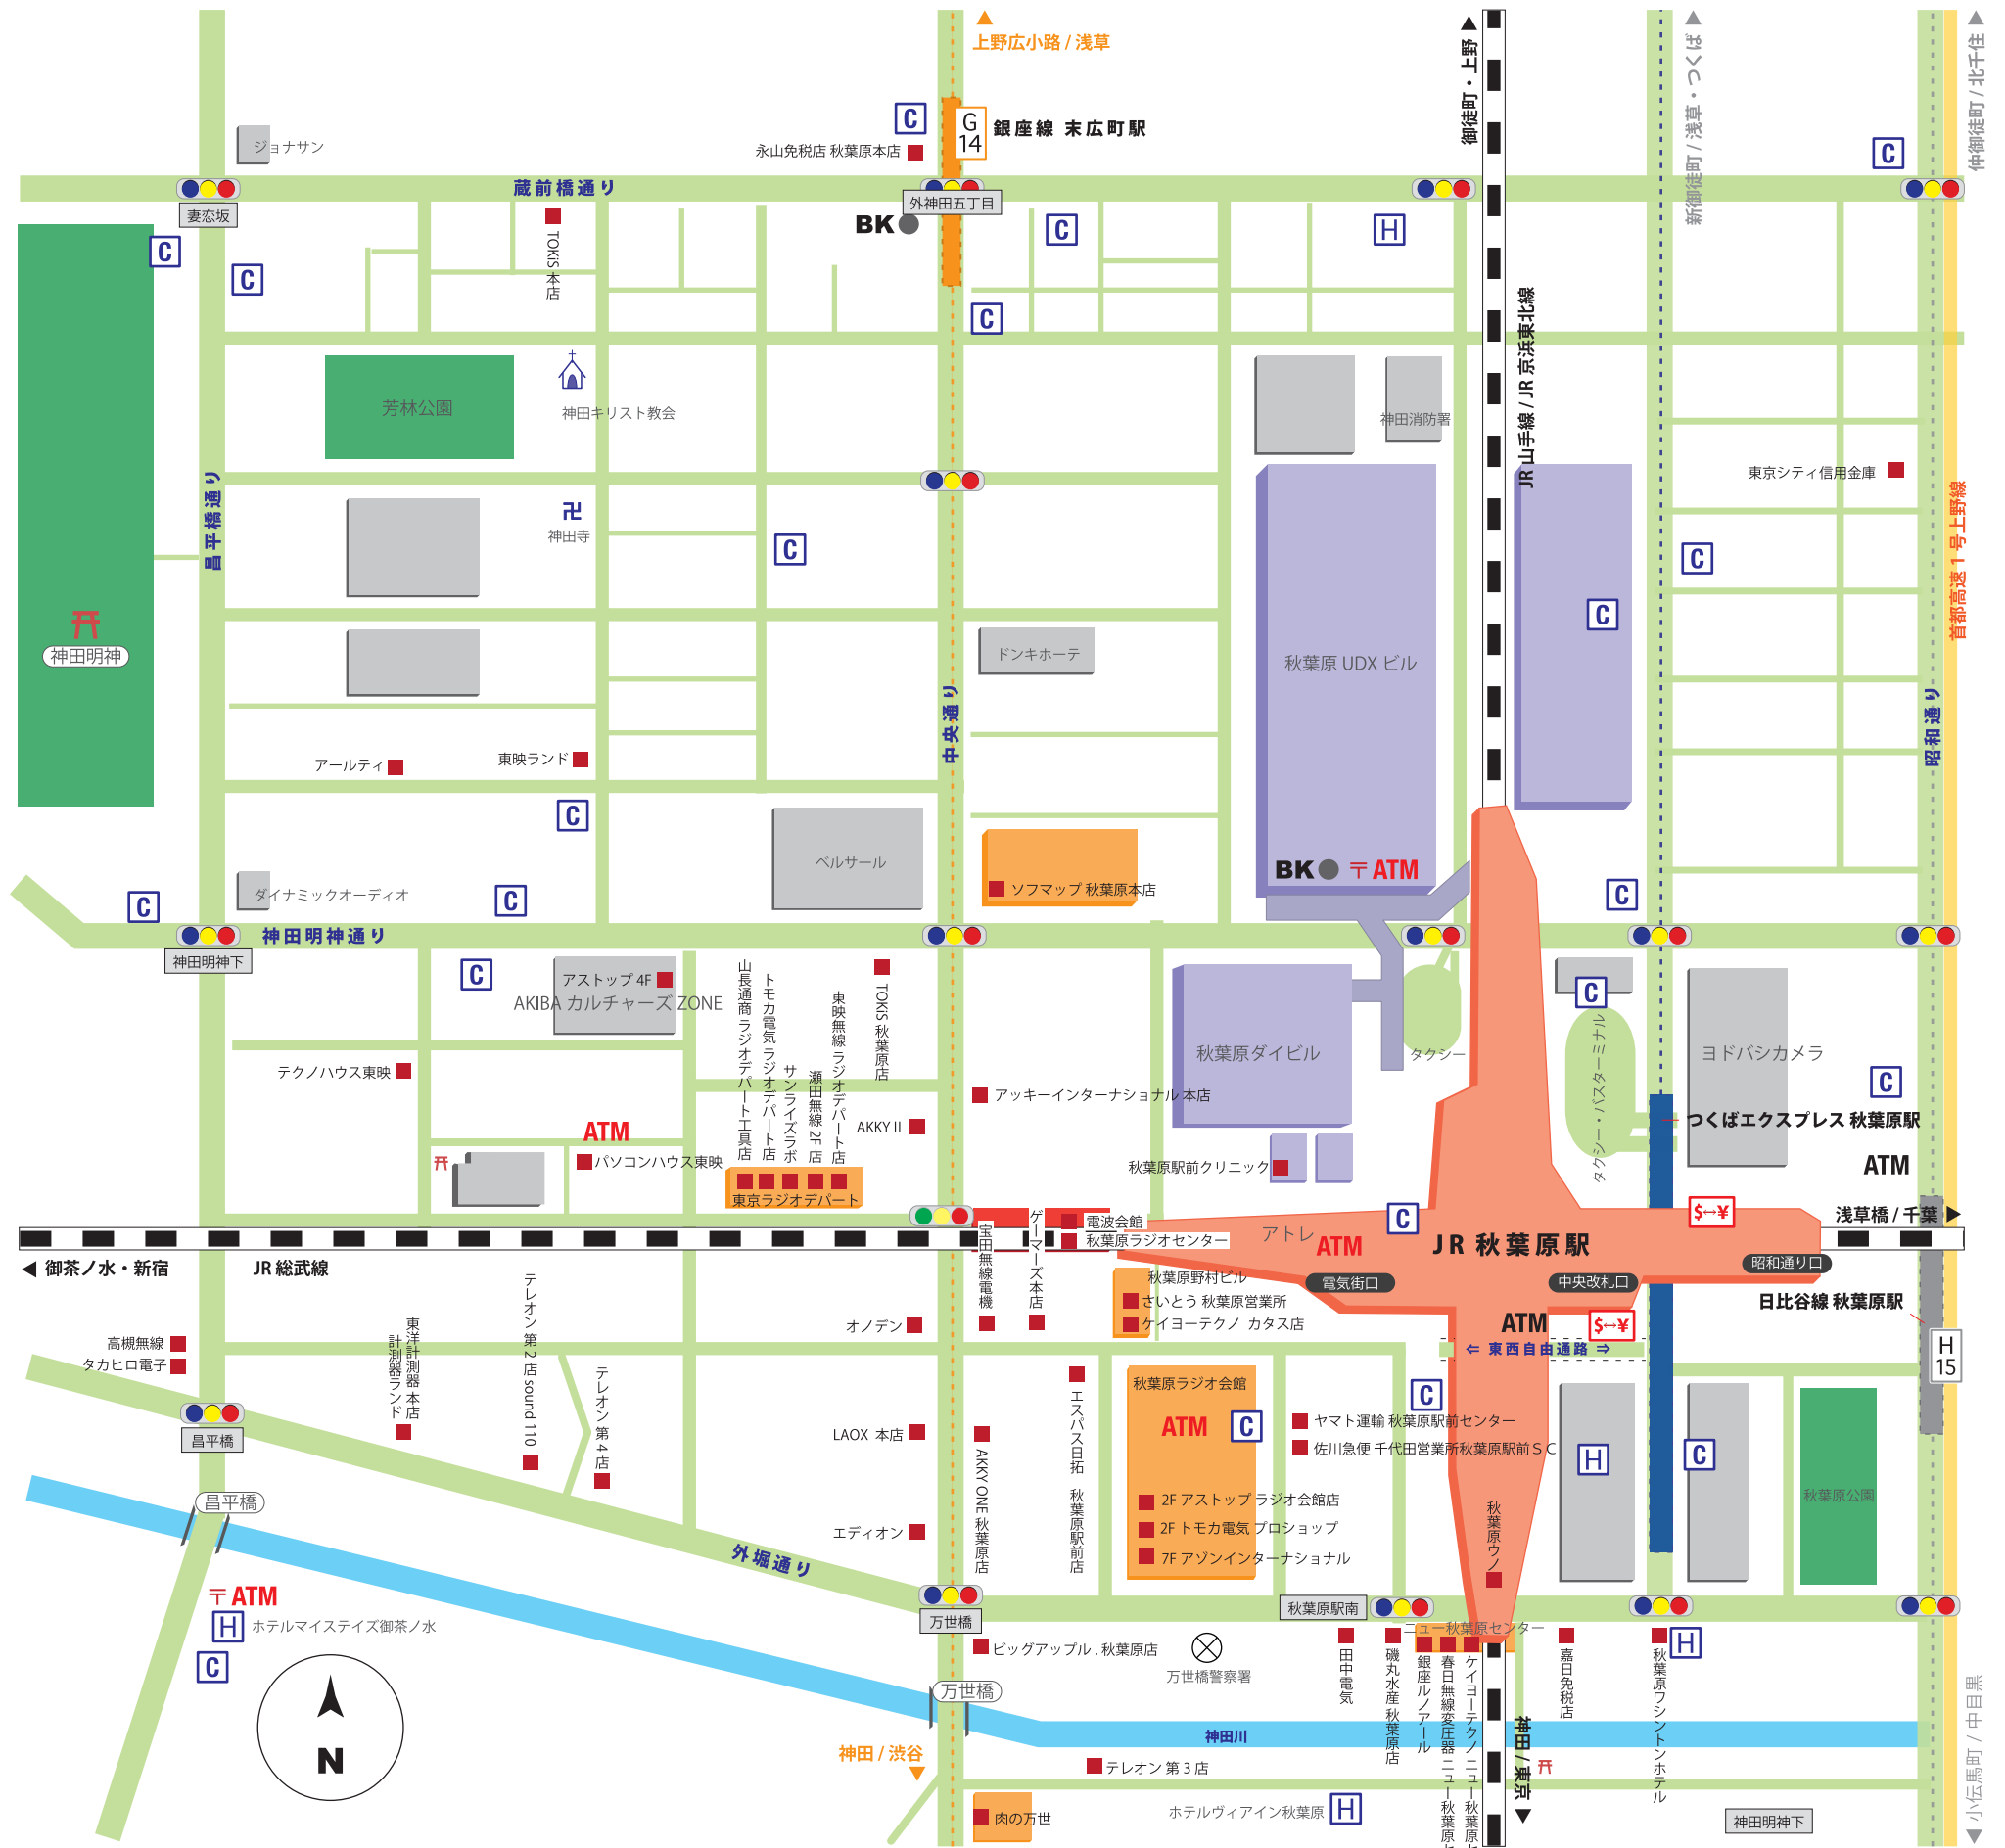 上野広小路 / 浅草
御徒町・上野
新御徒町 / 浅草・つくば
仲御徒町 / 北千住
ジョナサン
C
永山免税店 秋葉原本店
G
14
銀座線 末広町駅
C
蔵前橋通り
妻恋坂
外神田五丁目
BK
TOKiS 本店
C
C
C
H
C
JR 山手線 / JR 京浜東北線
芳林公園
神田キリスト教会
神田消防署
東京シティ信用金庫
首都高速 1 号上野線
昌平橋通り
卍
神田寺
C
C
C
神田明神
ドンキホーテ
秋葉原 UDX ビル
中央通り
昭和通り
アールティ
東映ランド
C
ベルサール
BK
〒ATM
ソフマップ 秋葉原本店
ダイナミックオーディオ
C
C
C
神田明神通り
神田明神下
C
アストップ 4F
AKIBA カルチャーズ ZONE
山長通商 ラジオデパート工具店
トモカ電気 ラジオデパート店
サンライズラボ
瀬田無線 2F 店
東映無線 ラジオデパート店
TOKiS 秋葉原店
C
秋葉原ダイビル
タクシー
タクシー・バスターミナル
ヨドバシカメラ
C
テクノハウス東映
アッキーインターナショナル 本店
つくばエクスプレス 秋葉原駅
ATM
AKKY II
パソコンハウス東映
秋葉原駅前クリニック
ATM
東京ラジオデパート
電波会館
秋葉原ラジオセンター
宝田無線電機
ゲーマーズ本店
アトレ
ATM
C
JR 秋葉原駅
$↔¥
浅草橋 / 千葉
御茶ノ水・新宿
JR 総武線
電気街口
中央改札口
昭和通り口
秋葉原野村ビル
さいとう 秋葉原営業所
ケイヨーテクノ カタス店
日比谷線 秋葉原駅
ATM
$↔¥
⇐ 東西自由通路 ⇒
H
15
高槻無線
タカヒロ電子
計測器ランド
東洋計測器 本店
テレオン 第 2 店 sound 110
テレオン 第 4 店
オノデン
LAOX 本店
エディオン
AKKY ONE 秋葉原店
エスパス日拓 秋葉原駅前店
秋葉原ラジオ会館
ATM
C
C
ヤマト運輸 秋葉原駅前センター
佐川急便 千代田営業所秋葉原駅前ＳＣ
2F アストップ ラジオ会館店
2F トモカ電気 プロショップ
7F アゾンインターナショナル
H
C
秋葉原公園
秋葉原ウノ
昌平橋
昌平橋
外堀通り
万世橋
秋葉原駅南
〒ATM
H
ホテルマイステイズ御茶ノ水
C
N
ビッグアップル . 秋葉原店
万世橋警察署
万世橋
ニュー秋葉原センター
田中電気
磯丸水産 秋葉原店
銀座ルノアール
春日無線変圧器 ニュー秋葉原セ
ケイヨーテクノ ニュー秋葉原セ
嘉日免税店
秋葉原ワシントンホテル
H
神田川
神田 / 渋谷
神田 / 東京
テレオン 第 3 店
肉の万世
ホテルヴィアイン秋葉原
H
神田明神下
小伝馬町 / 中目黒